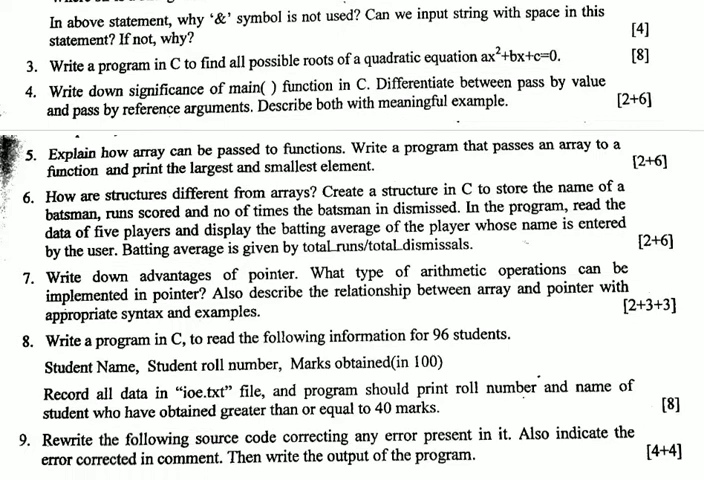 In above statement, why ‘&’ symbol is not used? Can we input string with space in this
statement? If not, why? [4]
3. Write a program in C to find all possible roots of a quadratic equation ax²+bx+c=0. [8]
4. Write down significance of main( ) function in C. Differentiate between pass by value
and pass by reference arguments. Describe both with meaningful example. [2+6]
5. Explain how array can be passed to functions. Write a program that passes an array to a
function and print the largest and smallest element. [2+6]
6. How are structures different from arrays? Create a structure in C to store the name of a
batsman, runs scored and no of times the batsman in dismissed. In the program, read the
data of five players and display the batting average of the player whose name is entered
by the user. Batting average is given by total_runs/total_dismissals. [2+6]
7. Write down advantages of pointer. What type of arithmetic operations can be
implemented in pointer? Also describe the relationship between array and pointer with
appropriate syntax and examples. [2+3+3]
8. Write a program in C, to read the following information for 96 students.
Student Name, Student roll number, Marks obtained(in 100)
Record all data in “ioe.txt” file, and program should print roll number and name of
student who have obtained greater than or equal to 40 marks. [8]
9. Rewrite the following source code correcting any error present in it. Also indicate the
error corrected in comment. Then write the output of the program. [4+4]